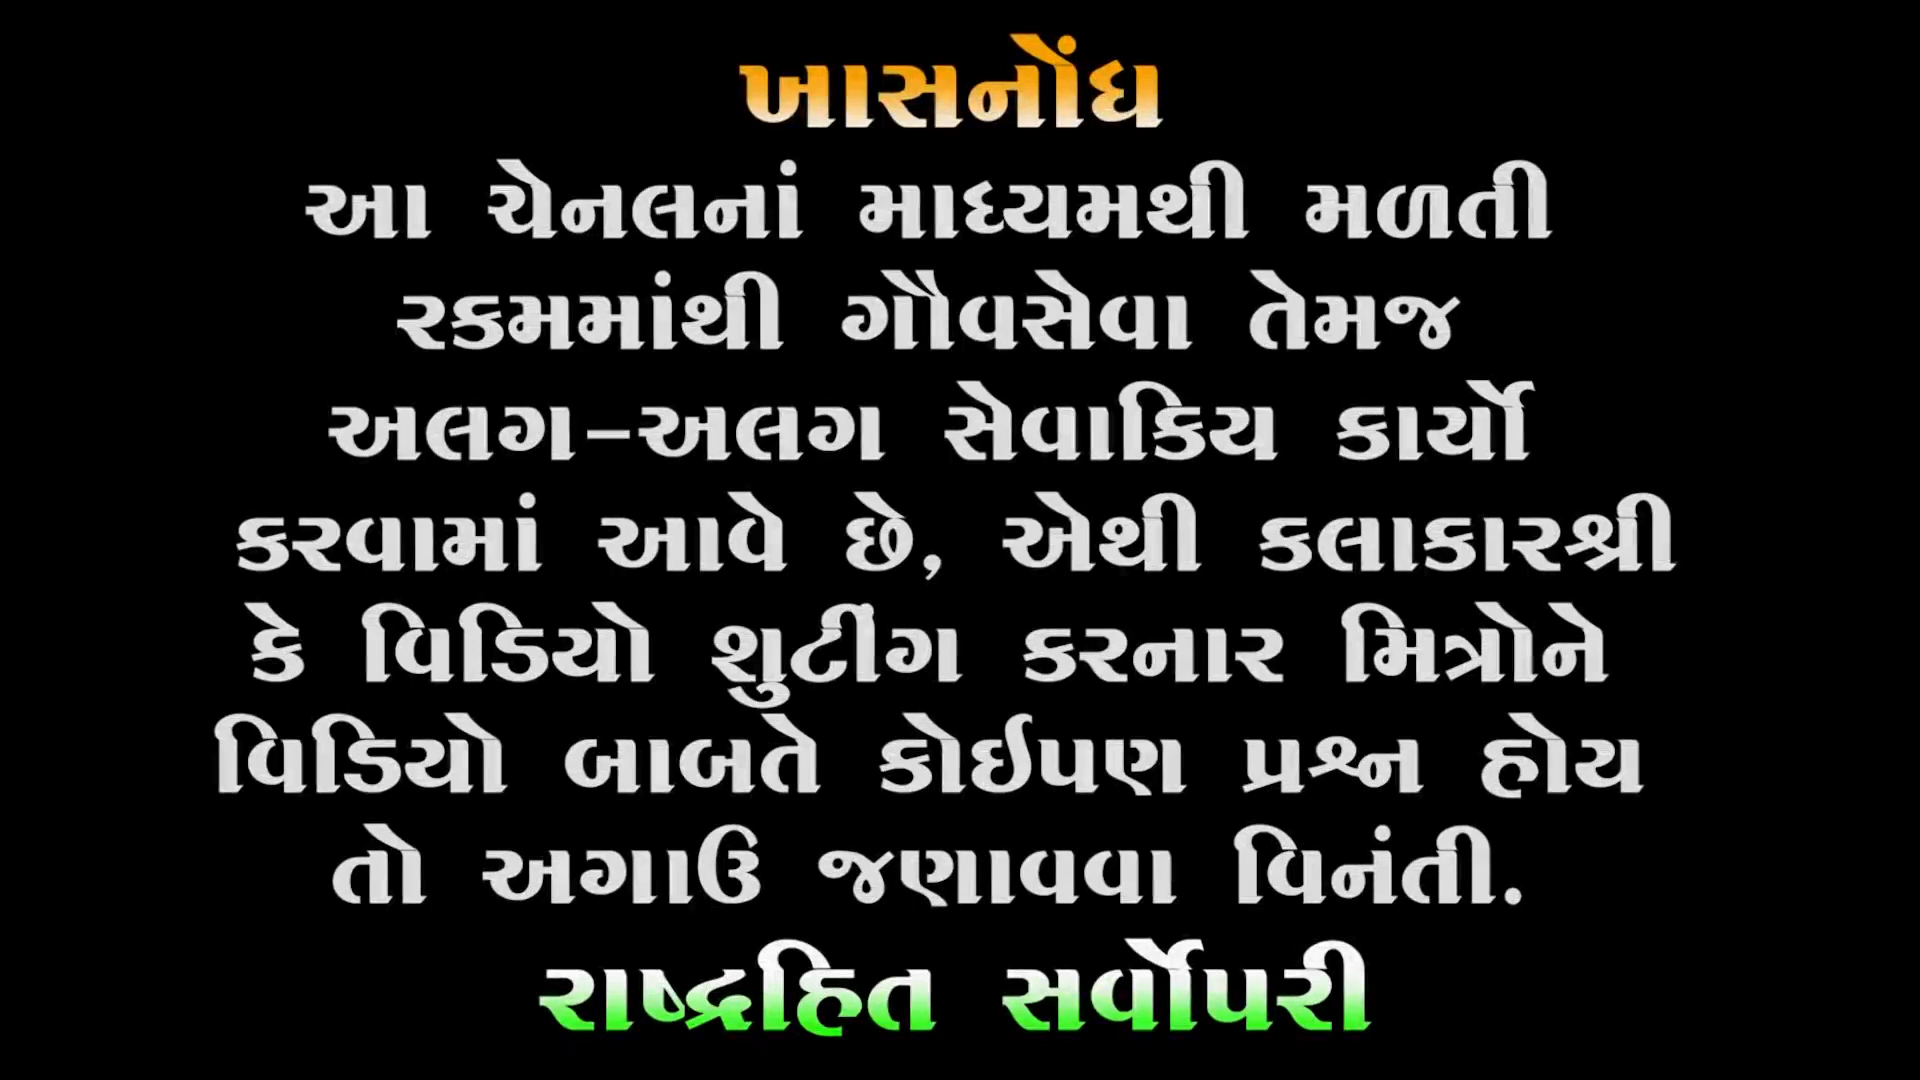 ખાસનોંધ
આ ચેનલનાં માધ્યમથી મળતી
રકમમાંથી ગૌવસેવા તેમજ
અલગ-અલગ સેવાકિય કાર્યો
કરવામાં આવે છે, એથી કલાકારશ્રી
કે વિડિયો શુટીંગ કરનાર મિત્રોને
વિડિયો બાબતે કોઈપણ પ્રશ્ન હોય
તો અગાઉ જણાવવા વિનંતી.
રાષ્દ્રહિત સર્વોપરી